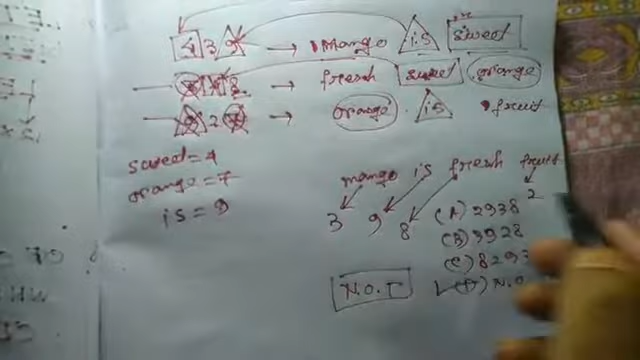 4 3 9 → Mango is sweet
→ fresh sweet orange
2 → orange is fruit
sweet = 4
orange = 7
is = 9
mango is fresh fruit
3 9 8 2
(A) 2938
(B) 3928
(C) 8293
N.O.T (D) N.O